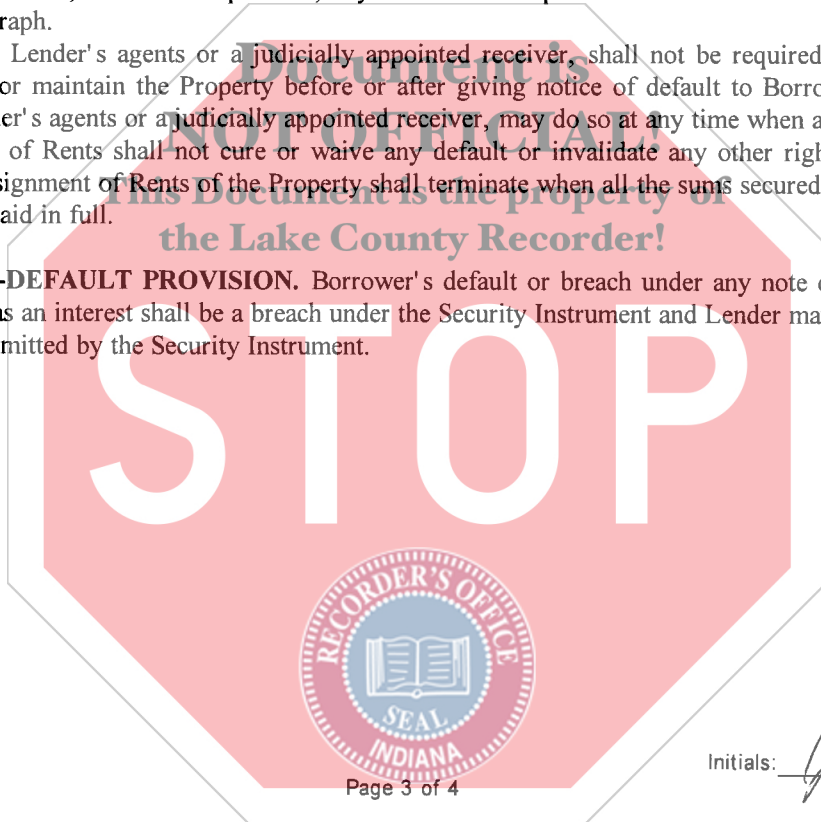 raph.
Lender's agents or a judicially appointed receiver, shall not be required
or maintain the Property before or after giving notice of default to Borro
er's agents or a judicially appointed receiver, may do so at any time when a
of Rents shall not cure or waive any default or invalidate any other righ
signment of Rents of the Property shall terminate when all the sums secured
aid in full.
-DEFAULT PROVISION. Borrower's default or breach under any note
as an interest shall be a breach under the Security Instrument and Lender ma
mitted by the Security Instrument.
Document is
NOT OFFICIAL!
This Document is the property of
the Lake County Recorder!
STOP
RECORDER'S OFFICE
SEAL
INDIANA
Initials:
Page 3 of 4